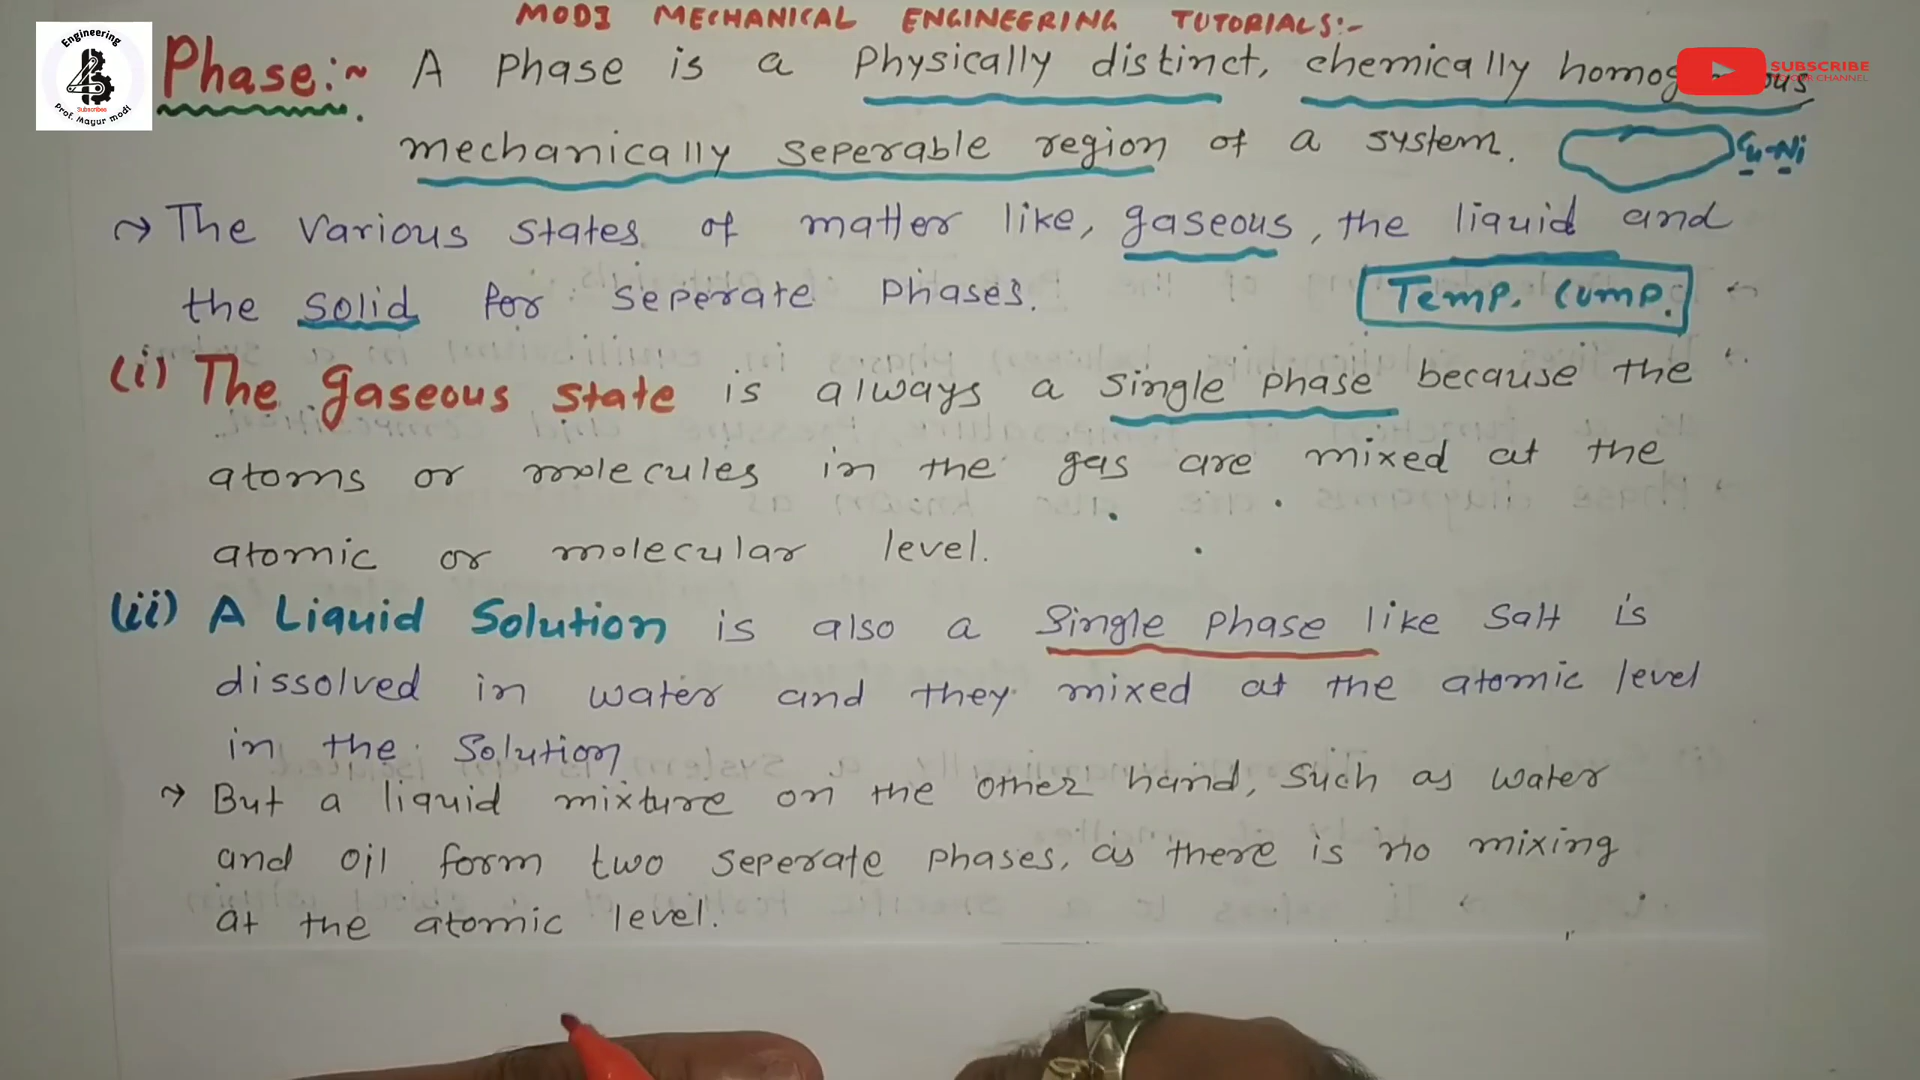 MODI MECHANICAL ENGINEERING TUTORIALS:-
Engineering
Subscribes
Prof. Mayur modi
SUBSCRIBE
TO OUR CHANNEL
Phase:~ A phase is a physically distinct, chemically
mechanically seperable region of a system.
Cu-Ni
~> The various states of matter like, gaseous, the liquid and
the solid for seperate phases.
Temp. Comp.
(i) The gaseous state is always a single phase because the
atoms or molecules in the gas are mixed at the
atomic or molecular level.
(ii) A Liquid Solution is also a single phase like salt is
dissolved in water and they mixed at the atomic level
in the solution
~> But a liquid mixture on the other hand, such as water
and oil form two seperate phases, as there is no mixing
at the atomic level.